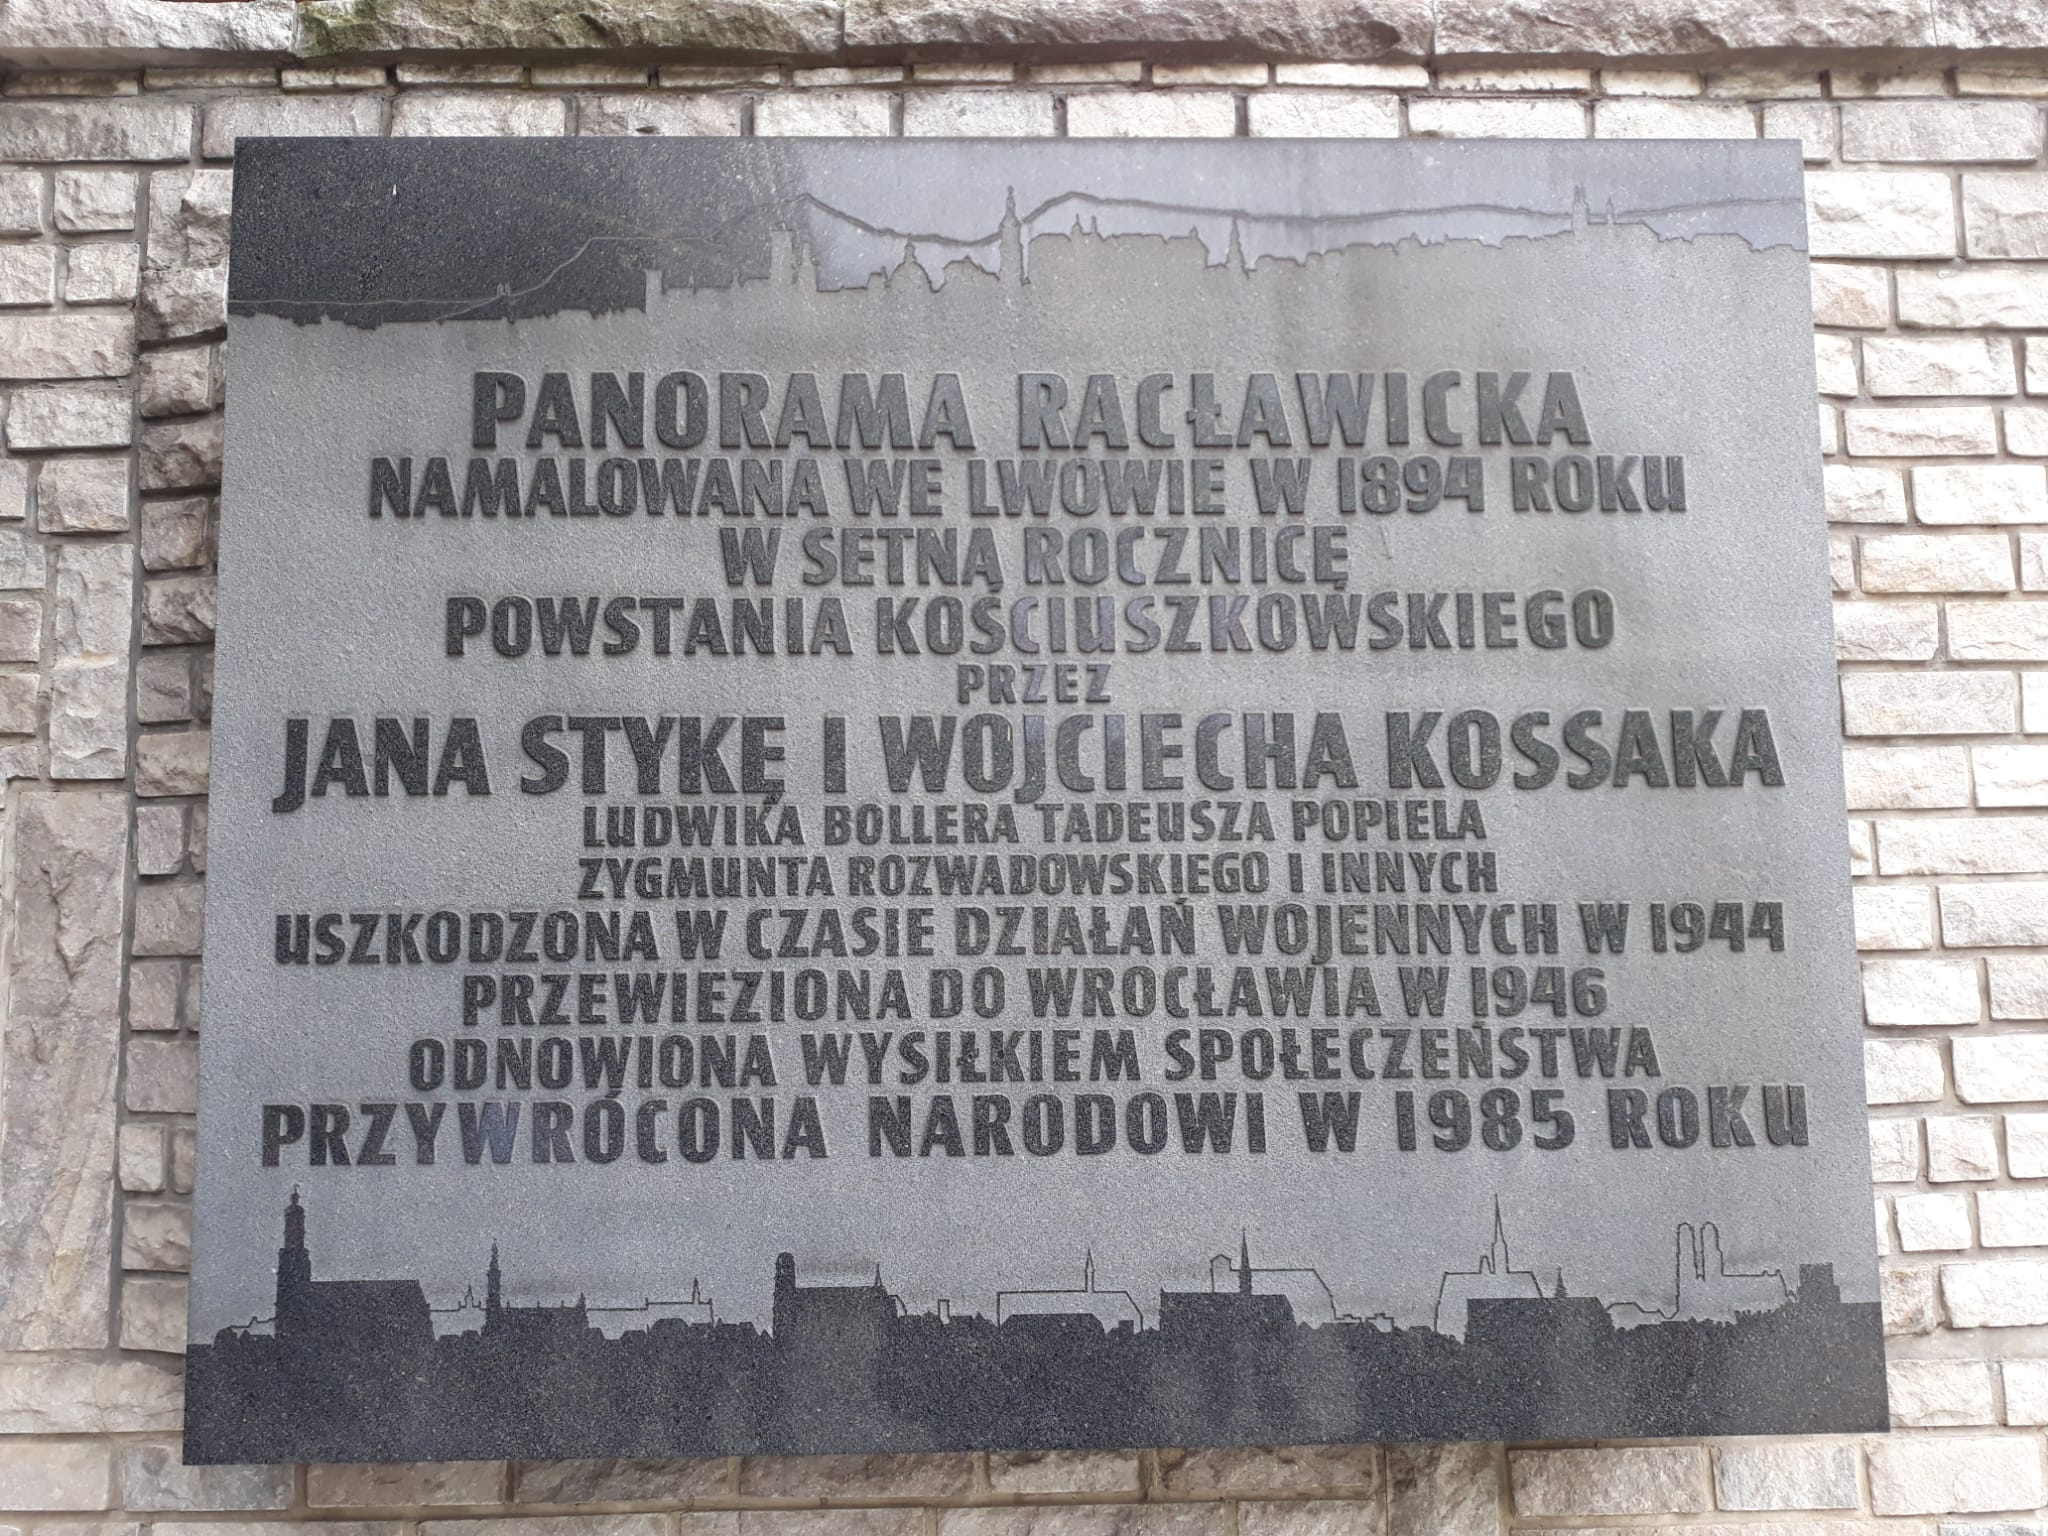 PANORAMA RACŁAWICKA
NAMALOWANA WE LWOWIE W 1894 ROKU
W SETNĄ ROCZNICĘ
POWSTANIA KOŚCIUSZKOWSKIEGO
PRZEZ
JANA STYKĘ I WOJCIECHA KOSSAKA
LUDWIKA BOLLERA TADEUSZA POPIELA
ZYGMUNTA ROZWADOWSKIEGO I INNYCH
USZKODZONA W CZASIE DZIAŁAŃ WOJENNYCH W 1944
PRZEWIEZIONA DO WROCŁAWIA W 1946
ODNOWIONA WYSIŁKIEM SPOŁECZEŃSTWA
PRZYWRÓCONA NARODOWI W 1985 ROKU